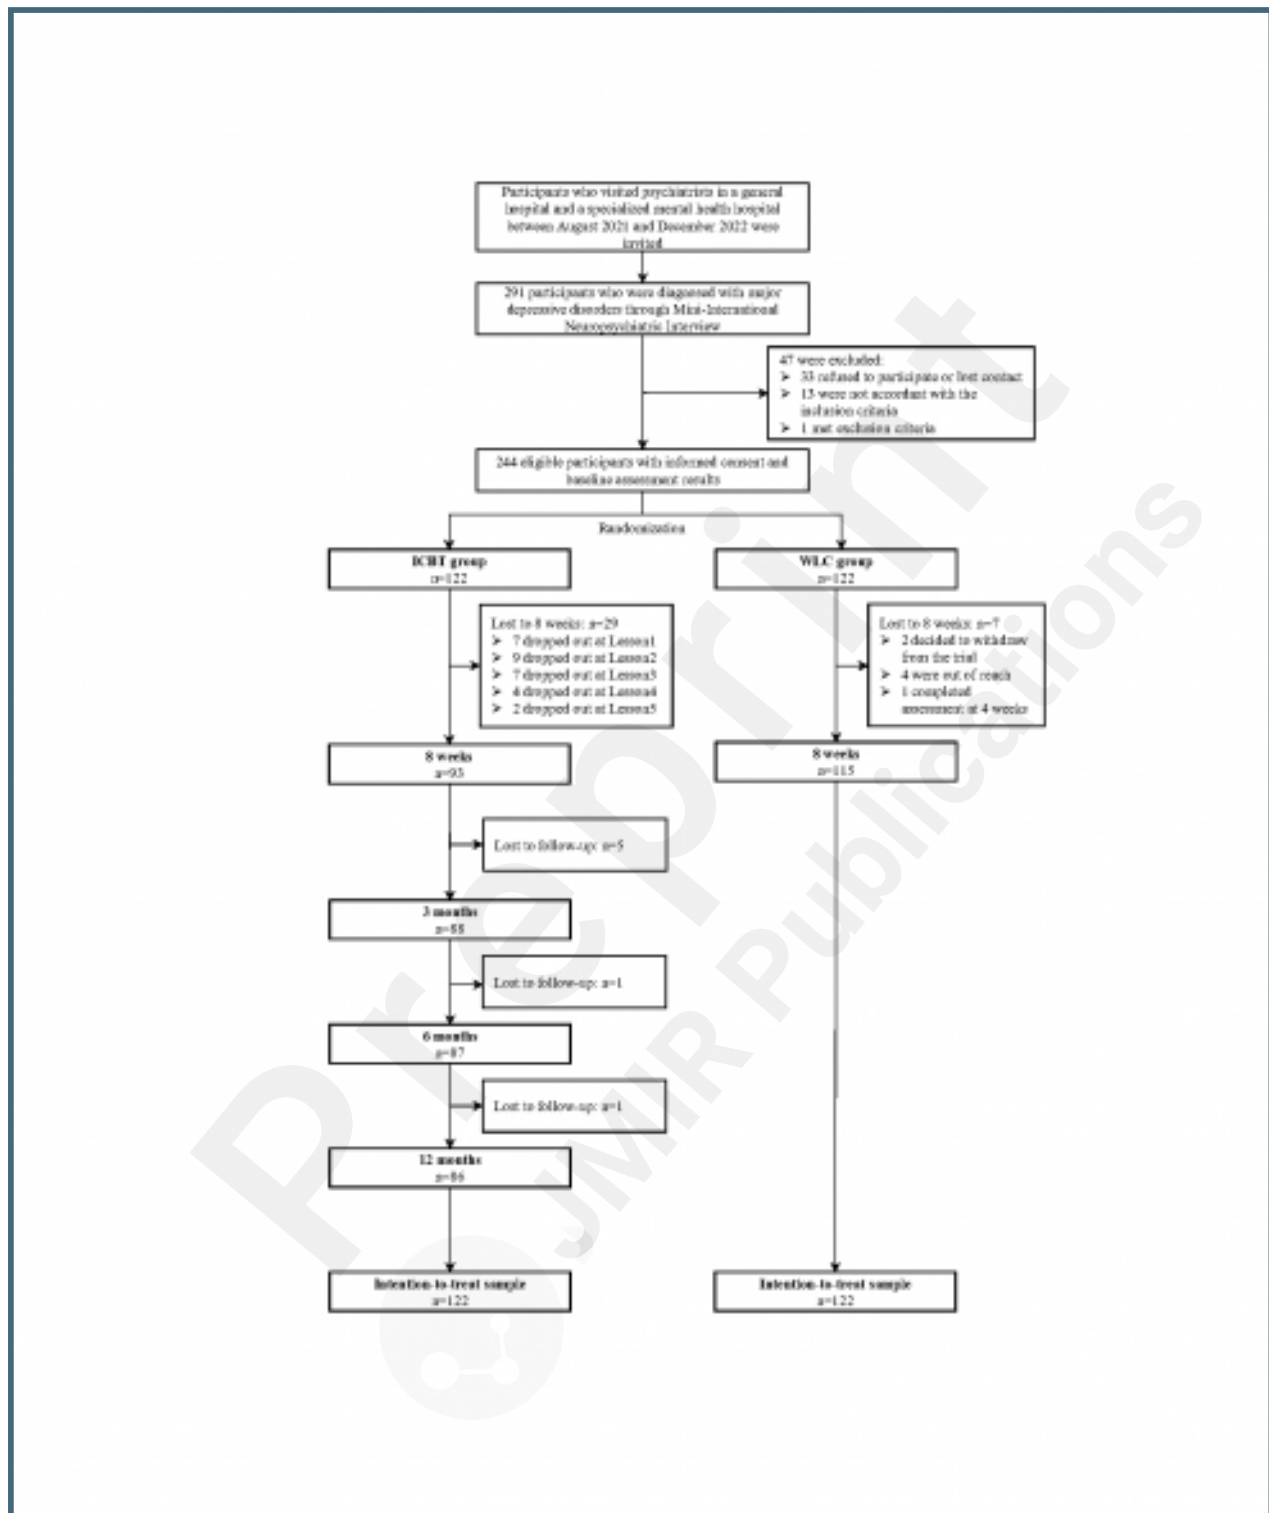 Participants who visited psychiatrists in a general
hospital and a specialized mental health hospital
between August 2021 and December 2022 were
invited
291 participants who were diagnosed with major
depressive disorders through Mini-International
Neuropsychiatric Interview
47 were excluded:
➢ 33 refused to participate or lost contact
➢ 13 were not accordant with the
inclusion criteria
➢ 1 met exclusion criteria
244 eligible participants with informed consent and
baseline assessment results
Randomization
ICBT group
n=122
WLC group
n=122
Lost to 8 weeks: n=29
➢ 7 dropped out at Lesson1
➢ 9 dropped out at Lesson2
➢ 7 dropped out at Lesson3
➢ 4 dropped out at Lesson4
➢ 2 dropped out at Lesson5
Lost to 8 weeks: n=7
➢ 2 decided to withdraw
from the trial
➢ 4 were out of reach
➢ 1 completed
assessment at 4 weeks
8 weeks
n=93
8 weeks
n=115
Lost to follow-up: n=5
3 months
n=88
Lost to follow-up: n=1
6 months
n=87
Lost to follow-up: n=1
12 months
n=86
Intention-to-treat sample
n=122
Intention-to-treat sample
n=122
Preprint
JMIR Publications